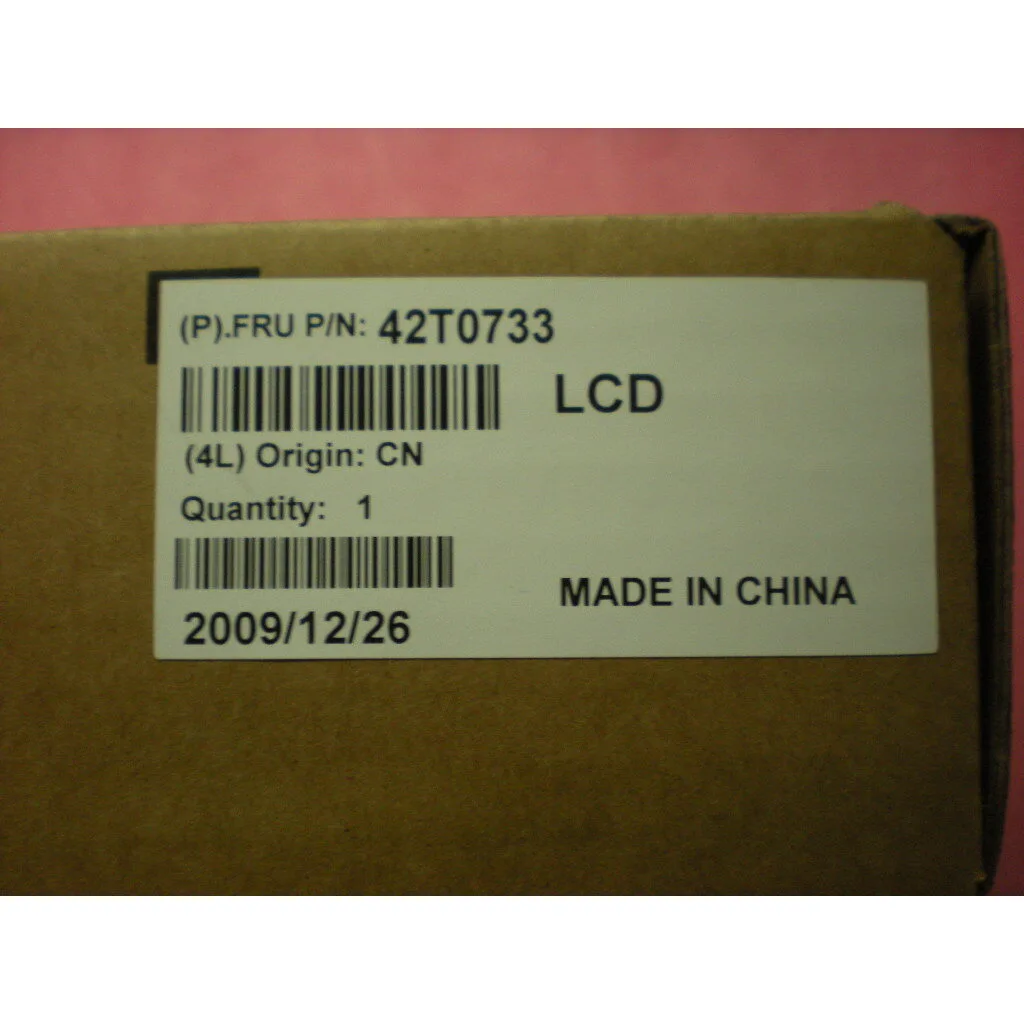 (P).FRU P/N: 42T0733
LCD
(4L) Origin: CN
Quantity: 1
MADE IN CHINA
2009/12/26